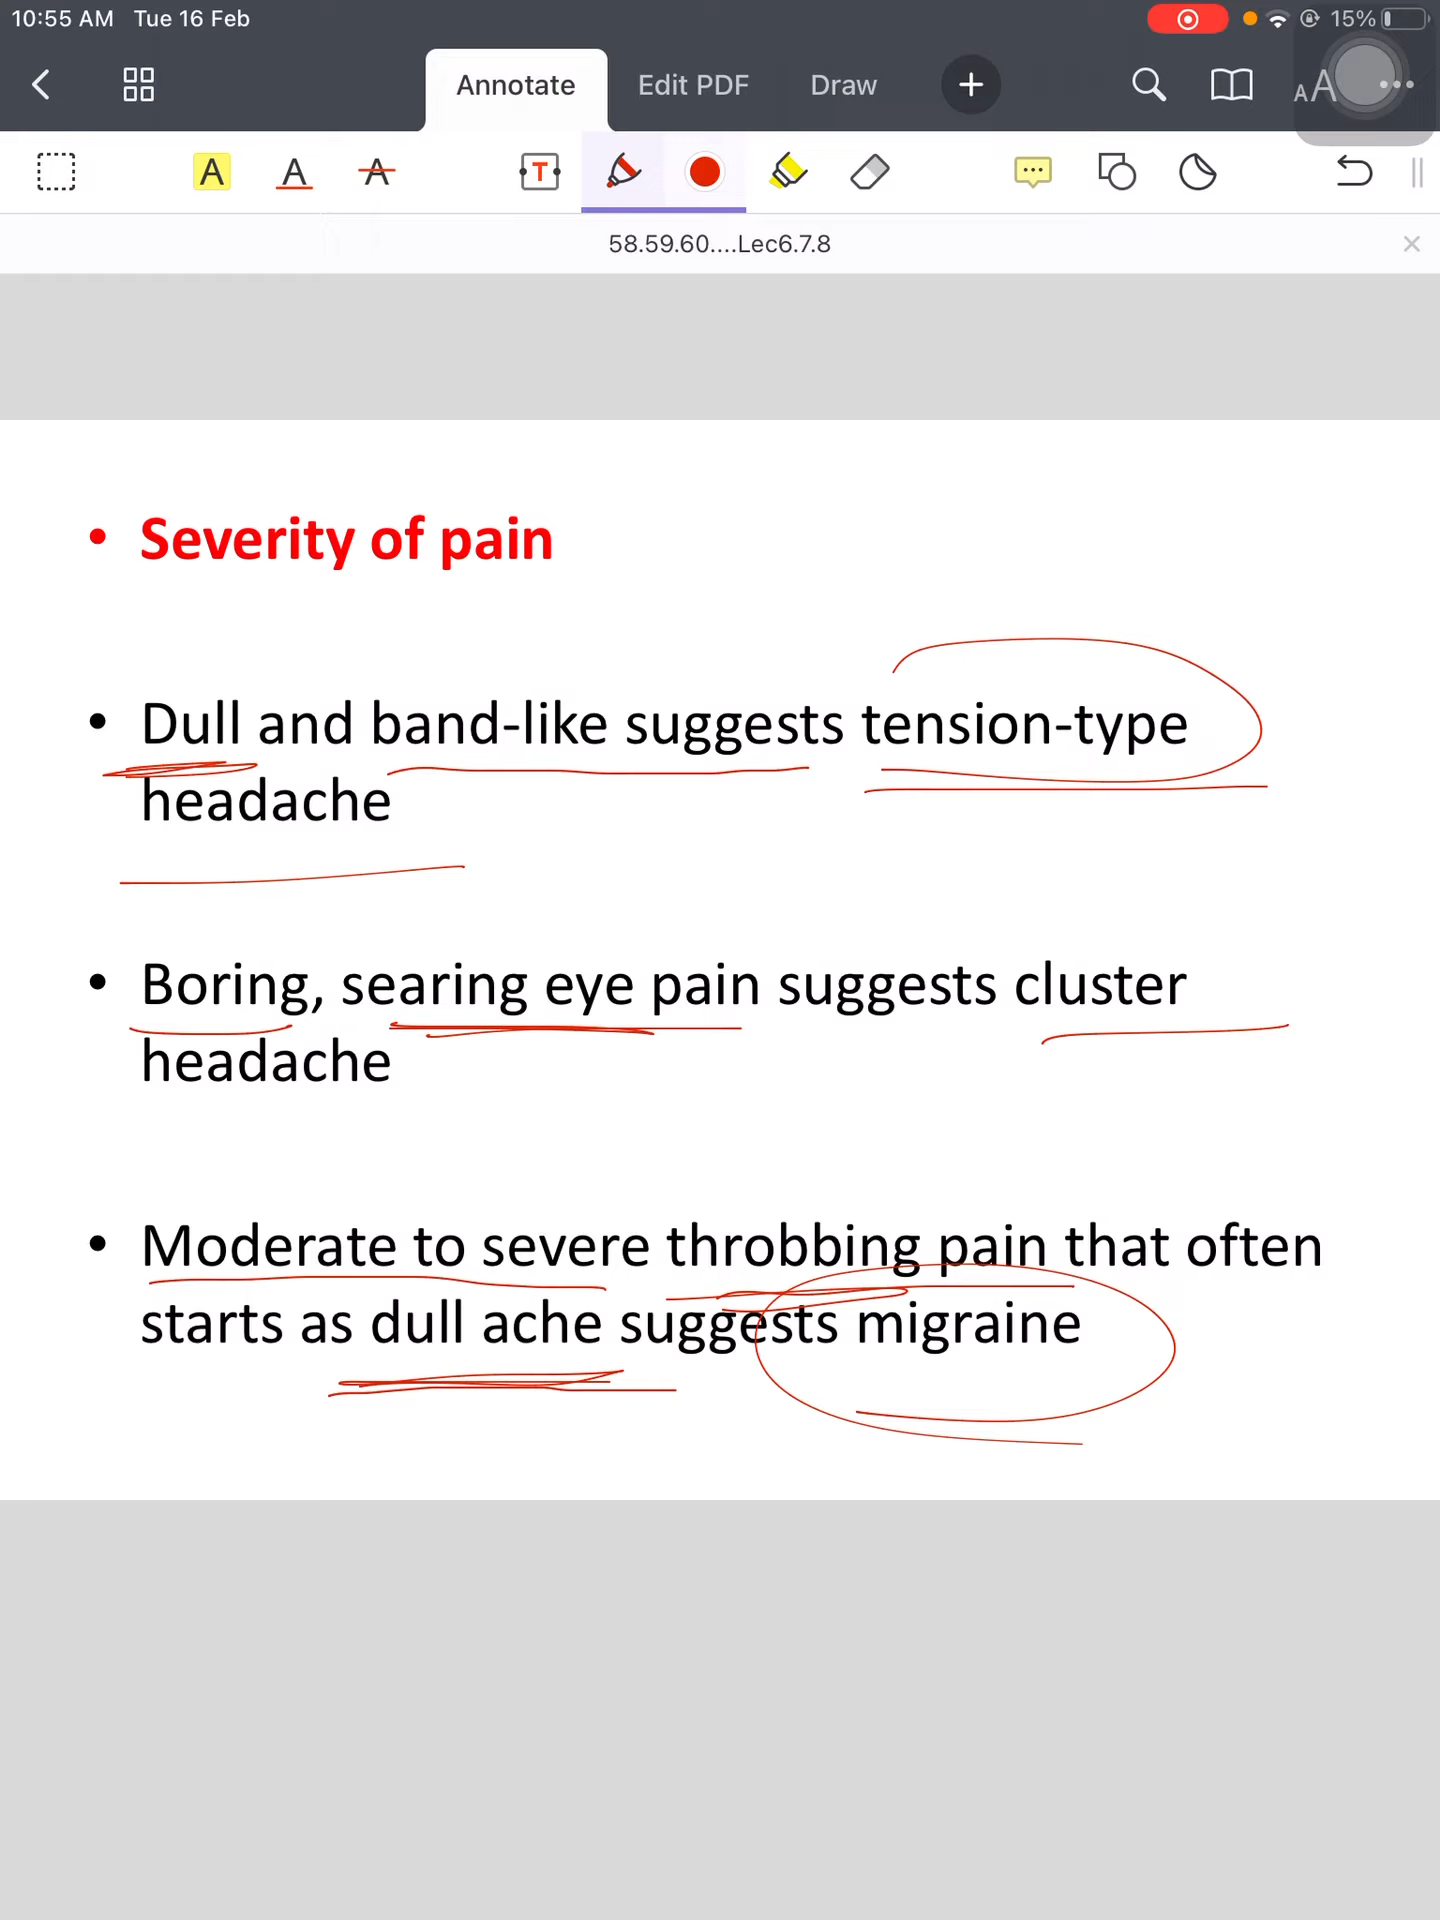 10:55 AM Tue 16 Feb 15%
Annotate Edit PDF Draw
A A A T AA
58.59.60....Lec6.7.8
• Severity of pain
• Dull and band-like suggests tension-type
headache
• Boring, searing eye pain suggests cluster
headache
• Moderate to severe throbbing pain that often
starts as dull ache suggests migraine